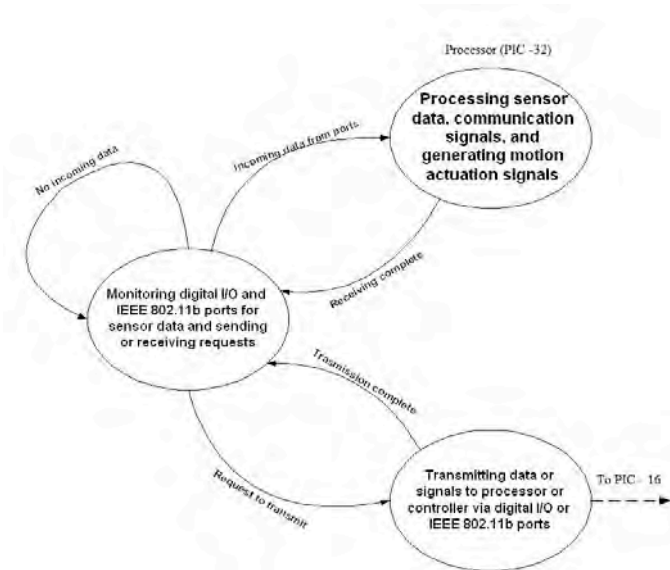 Processor (PIC -32)
Processing sensor
data, communication
signals, and
generating motion
actuation signals
Incoming data from ports
No incoming data
Receiving complete
Monitoring digital I/O and
IEEE 802.11b ports for
sensor data and sending
or receiving requests
Trasmission complete
Request to transmit
Transmitting data or
signals to processor or
controller via digital I/O or
IEEE 802.11b ports
To PIC - 16